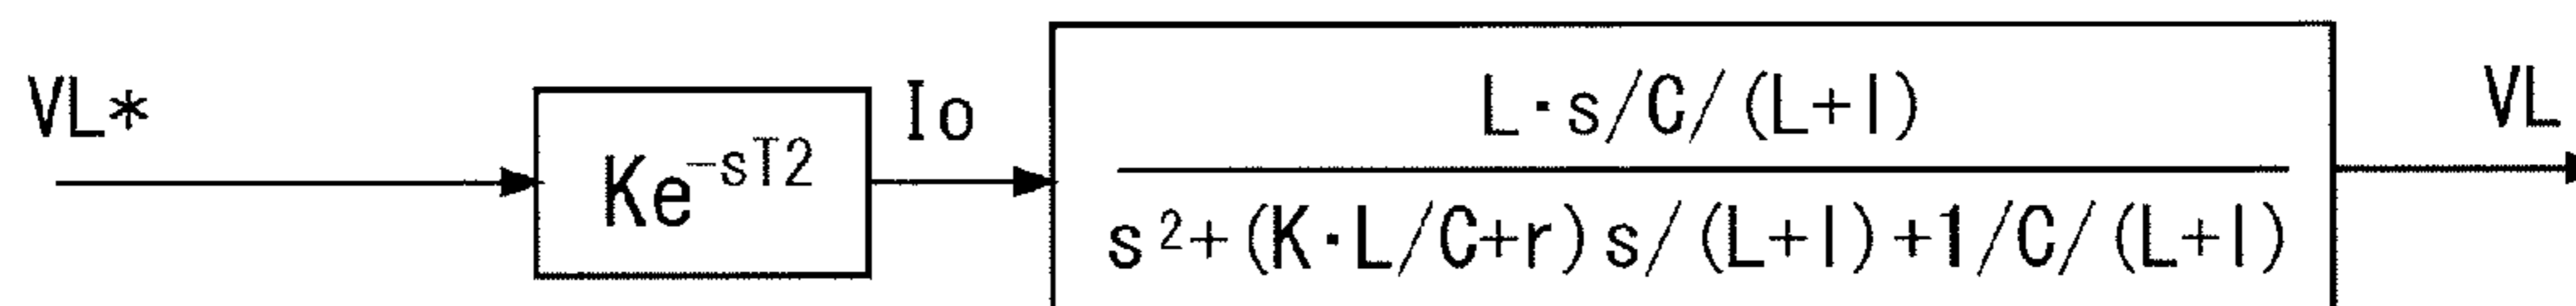 VL*
Ke^-sT2
Io
L·s/C/(L+l)
s²+(K·L/C+r)s/(L+l)+1/C/(L+l)
VL